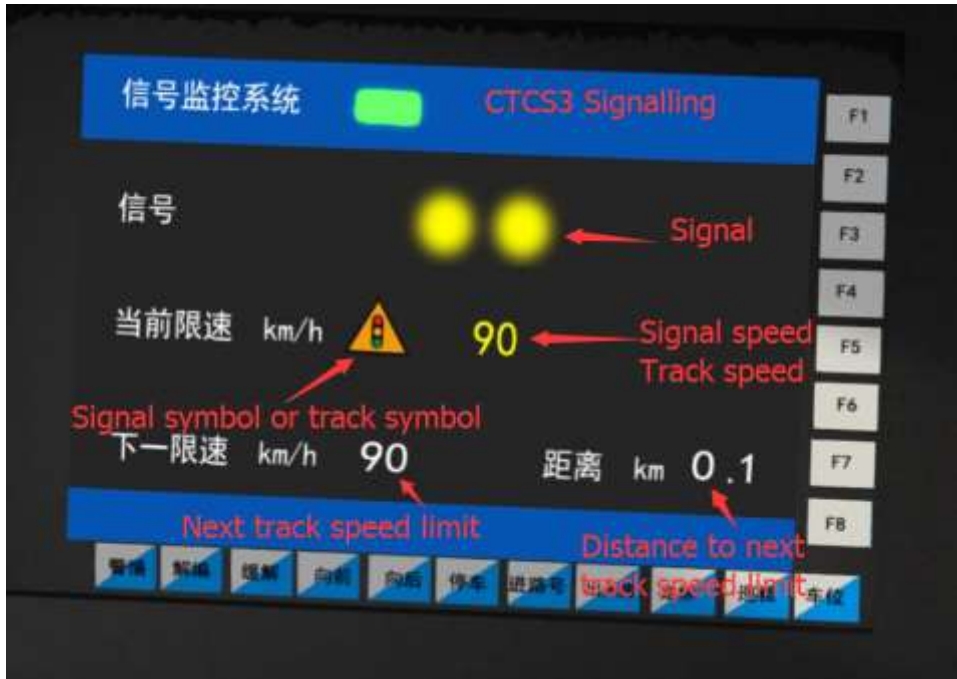 信号监控系统 CTCS3 Signalling
F1
F2
信号
Signal
F3
F4
当前限速 km/h 90
Signal speed
Track speed
F5
Signal symbol or track symbol
F6
下一限速 km/h 90 距离 km 0.1
F7
Next track speed limit
F8
Distance to next
track speed limit
警惕 解编 缓解 向前 向后 停车 进路号 车位